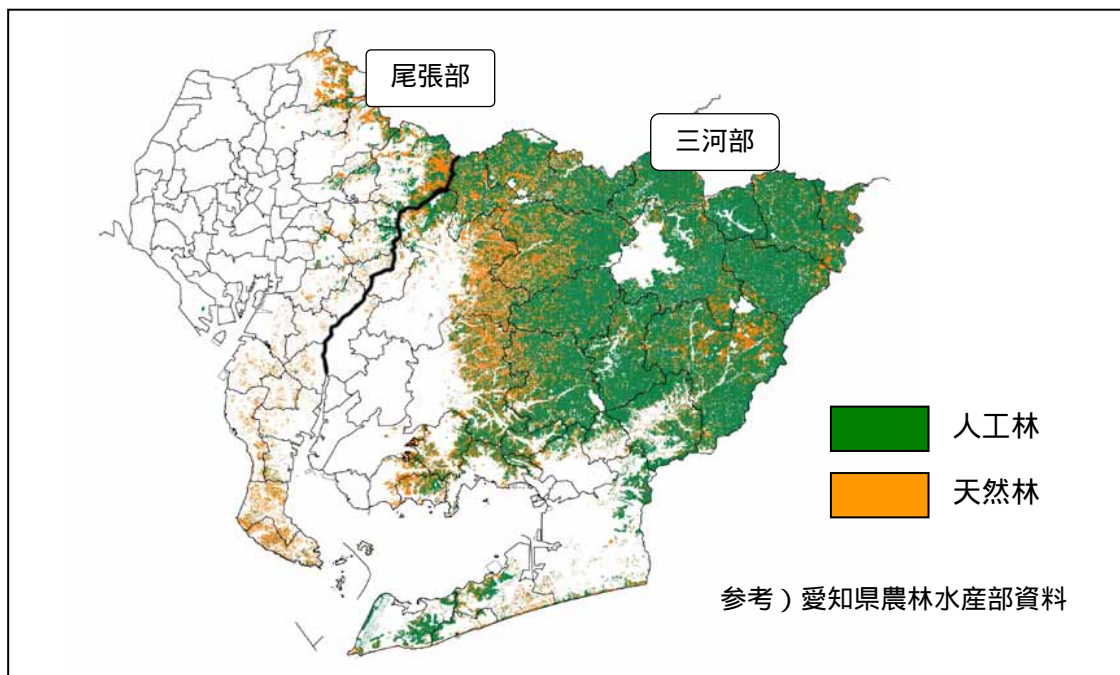 尾張部
三河部
人工林
天然林
参考）愛知県農林水産部資料